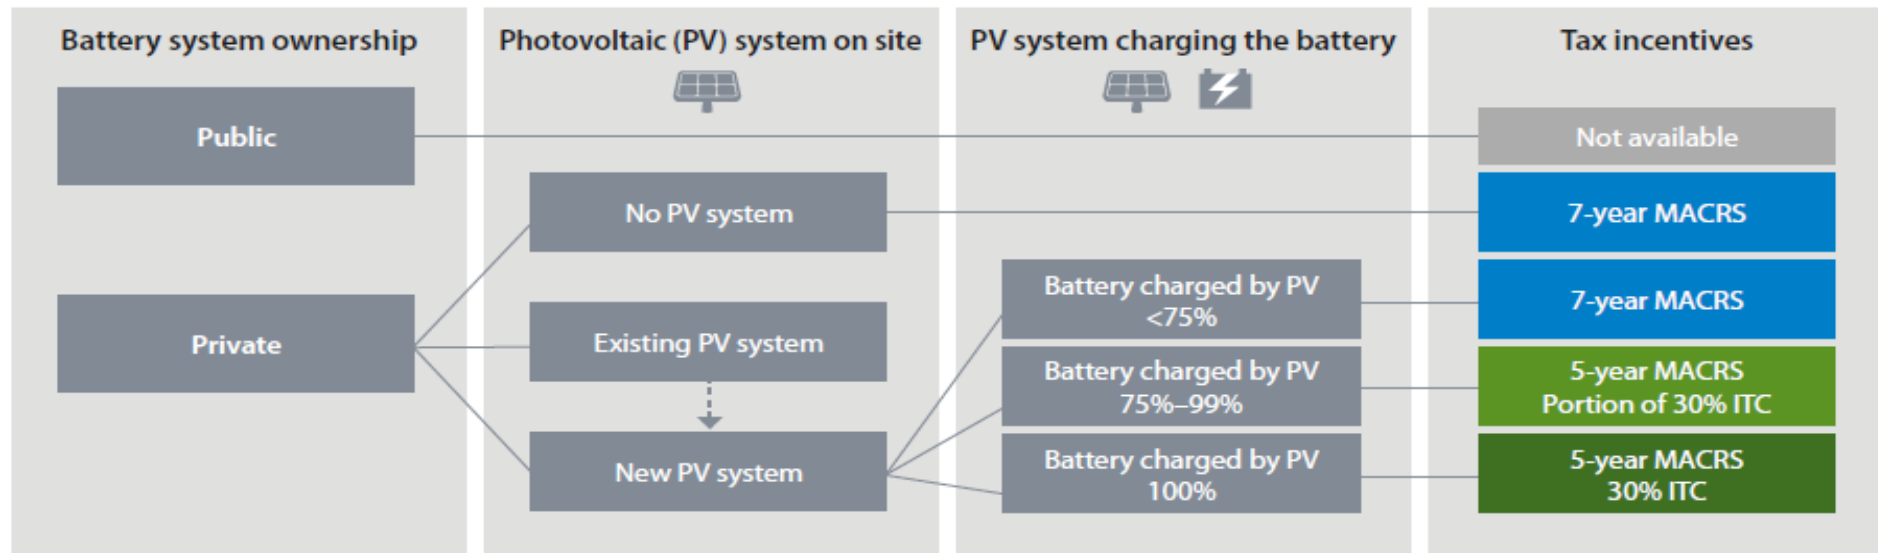 Battery system ownership
Photovoltaic (PV) system on site
PV system charging the battery
Tax incentives
Public
Not available
No PV system
7-year MACRS
Private
Existing PV system
New PV system
Battery charged by PV
<75%
7-year MACRS
Battery charged by PV
75%–99%
5-year MACRS
Portion of 30% ITC
Battery charged by PV
100%
5-year MACRS
30% ITC